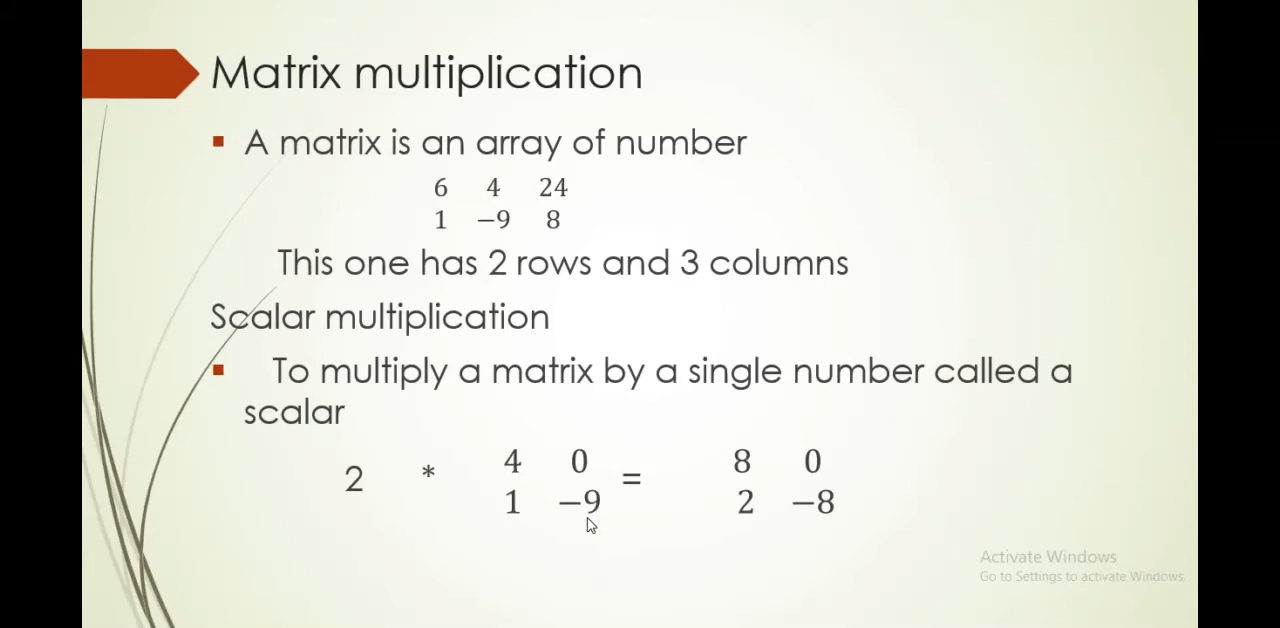 Matrix multiplication
A matrix is an array of number
6 4 24
1 −9 8
This one has 2 rows and 3 columns
Scalar multiplication
To multiply a matrix by a single number called a
scalar
2 * 4 0 = 8 0
1 −9 2 −8
Activate Windows
Go to Settings to activate Windows.